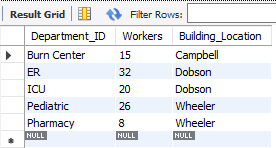 Result Grid Filter Rows:
Department_ID Workers Building_Location
Burn Center 15 Campbell
ER 32 Dobson
ICU 20 Dobson
Pediatric 26 Wheeler
Pharmacy 8 Wheeler
NULL NULL NULL